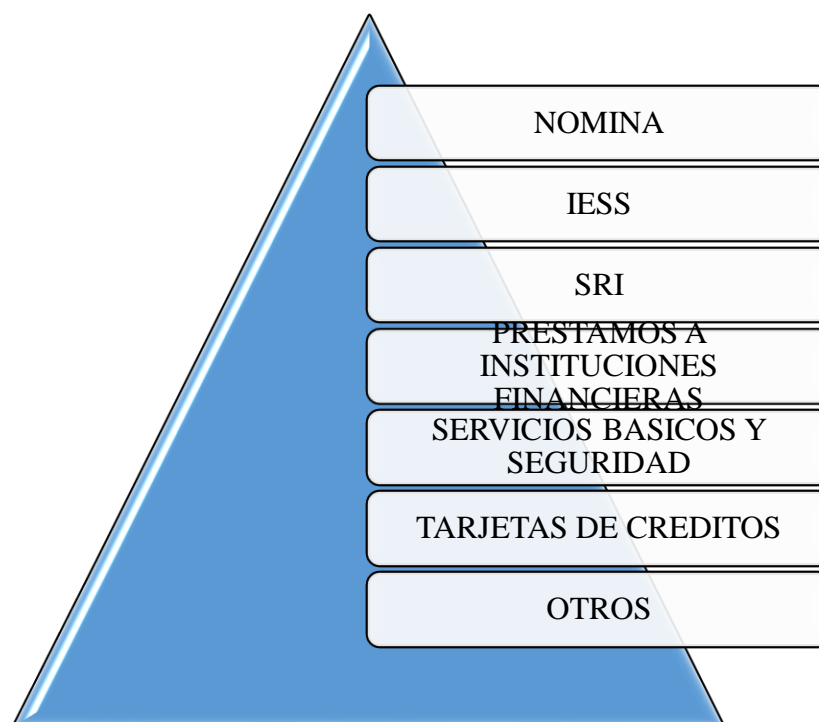 NOMINA
IESS
SRI
PRESTAMOS A
INSTITUCIONES
FINANCIERAS
SERVICIOS BASICOS Y
SEGURIDAD
TARJETAS DE CREDITOS
OTROS